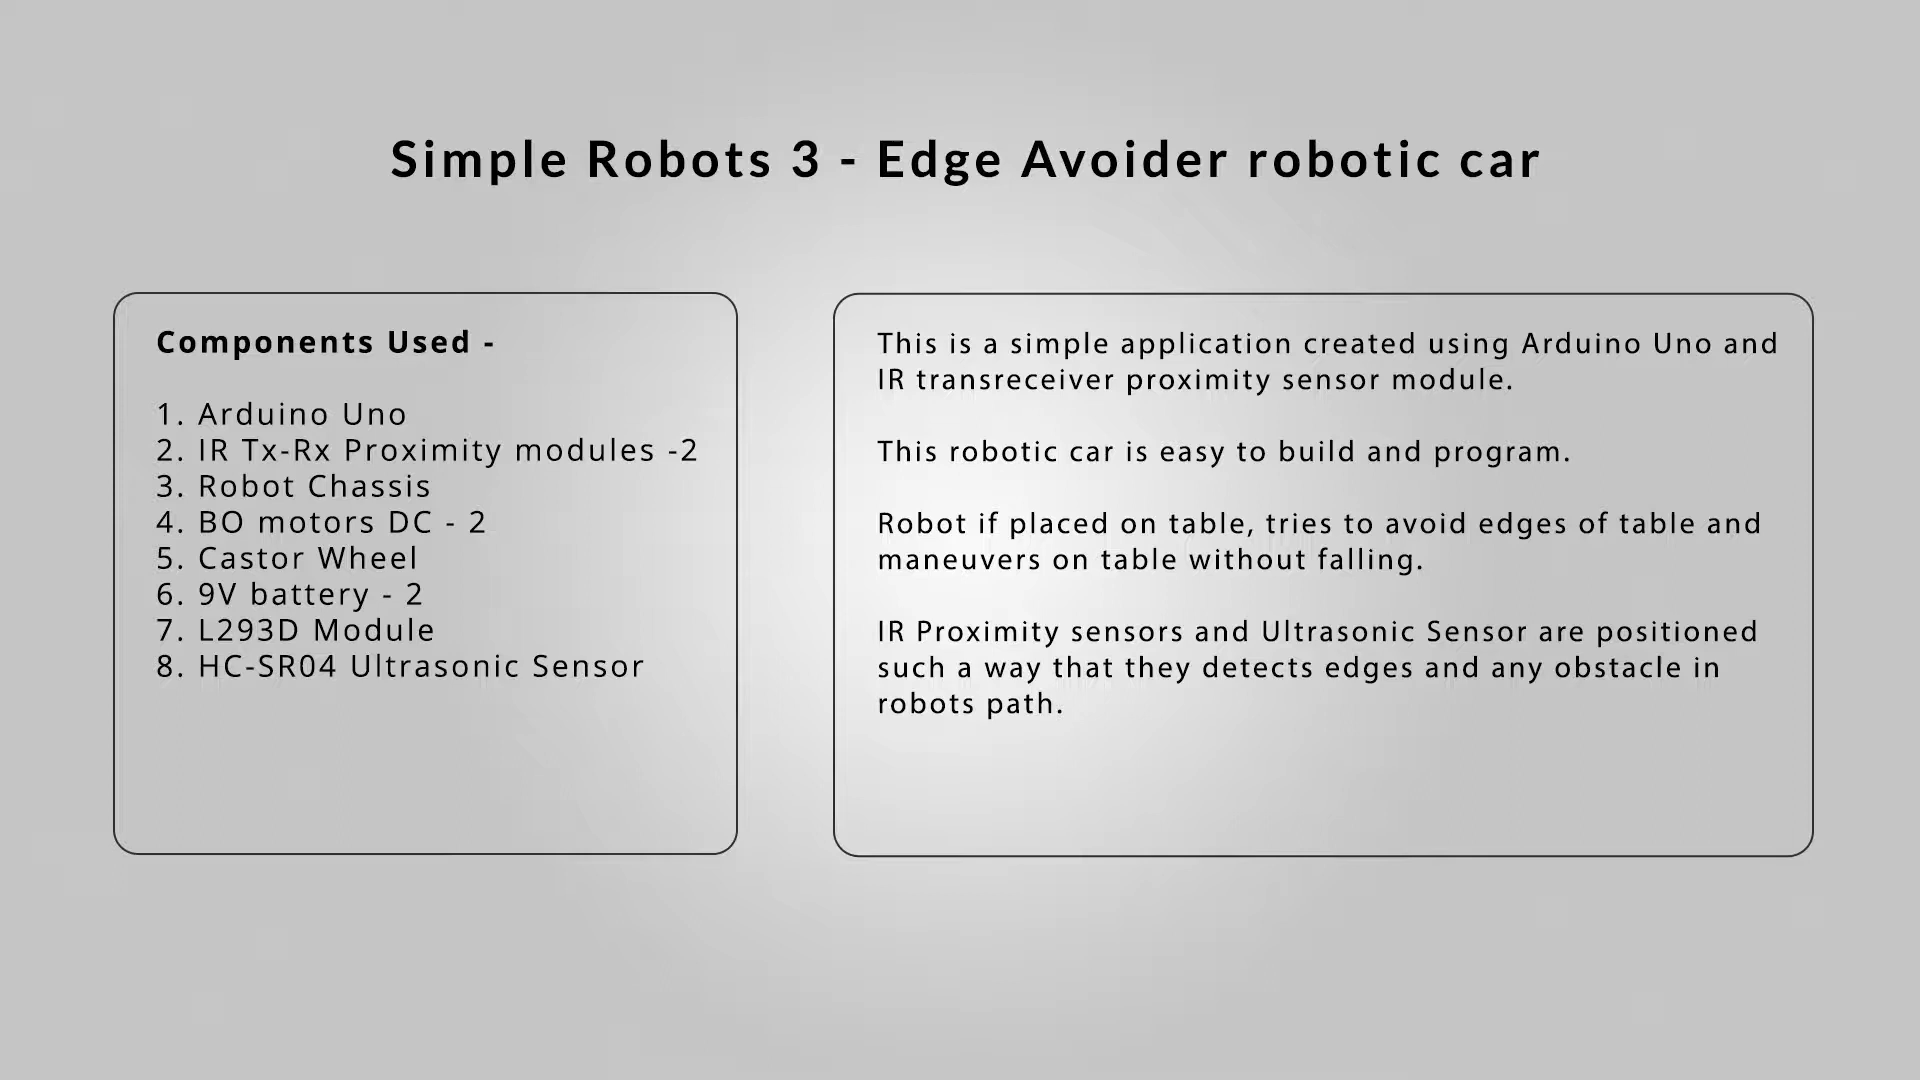 Simple Robots 3 - Edge Avoider robotic car
Components Used -
1. Arduino Uno
2. IR Tx-Rx Proximity modules -2
3. Robot Chassis
4. BO motors DC - 2
5. Castor Wheel
6. 9V battery - 2
7. L293D Module
8. HC-SR04 Ultrasonic Sensor
This is a simple application created using Arduino Uno and
IR transreceiver proximity sensor module.
This robotic car is easy to build and program.
Robot if placed on table, tries to avoid edges of table and
maneuvers on table without falling.
IR Proximity sensors and Ultrasonic Sensor are positioned
such a way that they detects edges and any obstacle in
robots path.